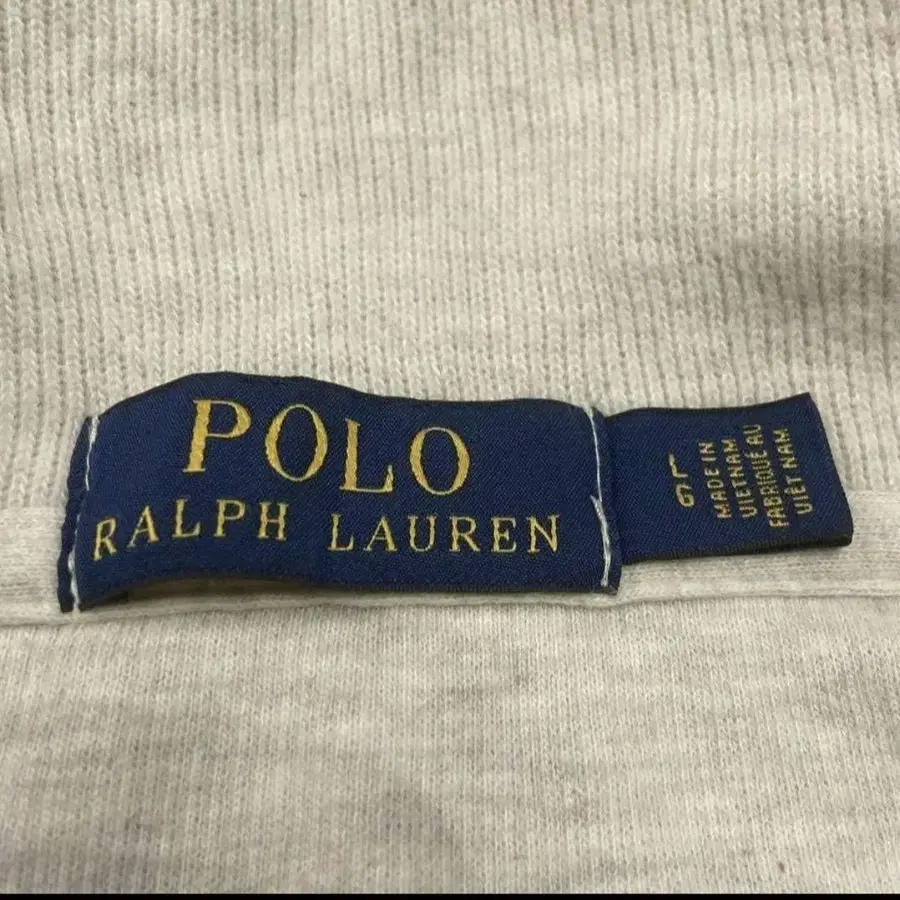 POLO
RALPH LAUREN
MADE IN
VIETNAM
FABRIQUÉ AU
VIÊT NAM